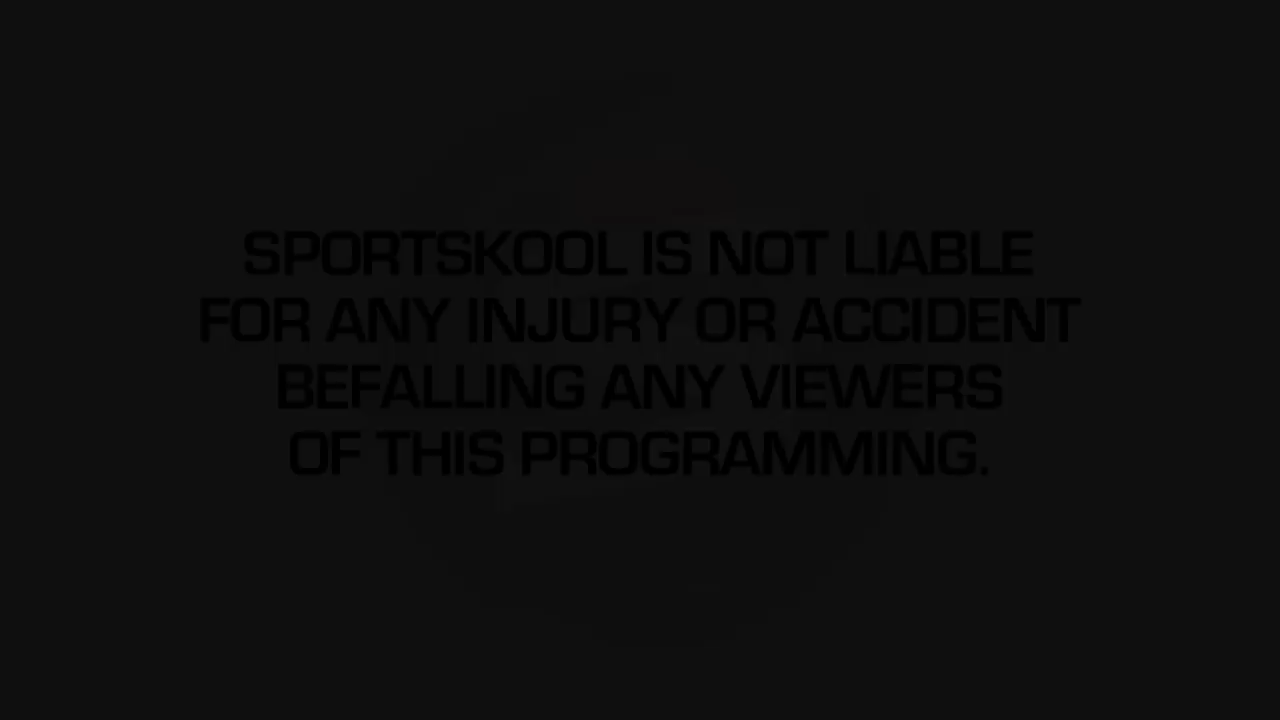 SPORTSKOOL IS NOT LIABLE
FOR ANY INJURY OR ACCIDENT
BEFALLING ANY VIEWERS
OF THIS PROGRAMMING.